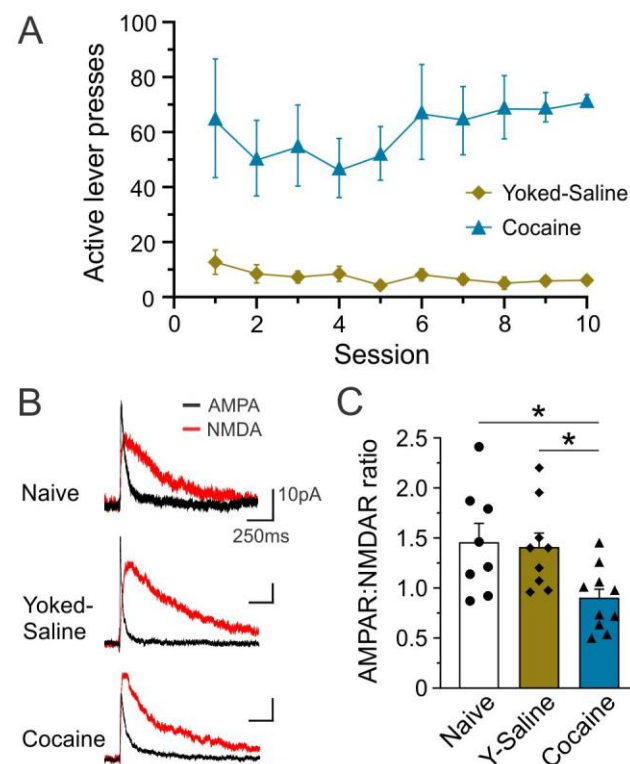 A
Active lever presses
100
80
60
40
20
0
Yoked-Saline
Cocaine
0 2 4 6 8 10
Session
B
AMPA
NMDA
Naive
10pA
250ms
Yoked-
Saline
Cocaine
C
*
*
AMPAR:NMDAR ratio
2.5
2.0
1.5
1.0
0.5
0
Naive
Y-Saline
Cocaine